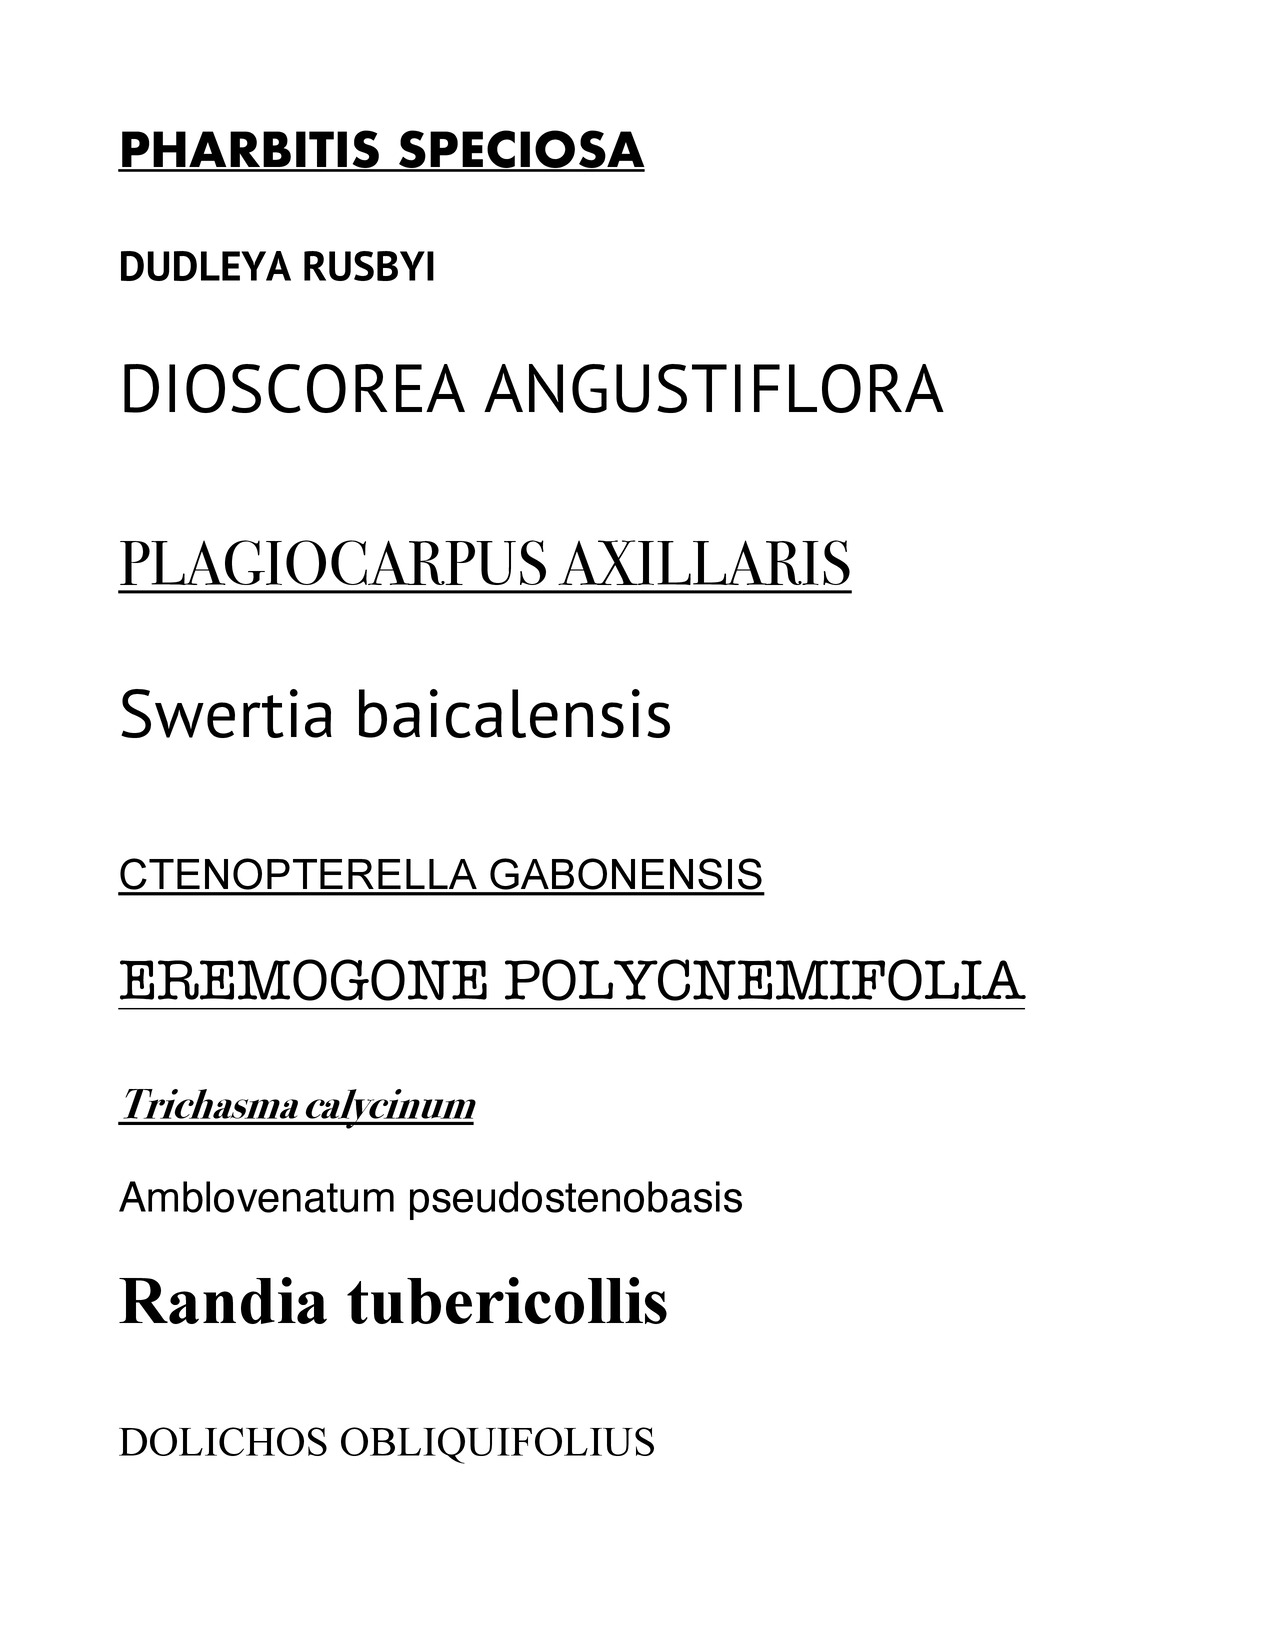 PHARBITIS SPECIOSA
DUDLEYA RUSBYI
DIOSCOREA ANGUSTIFLORA
PLAGIOCARPUS AXILLARIS
Swertia baicalensis
CTENOPTERELLA GABONENSIS
EREMOGONE POLYCNEMIFOLIA
Trichasma calycinum
Amblovenatum pseudostenobasis
Randia tubericollis
DOLICHOS OBLIQUIFOLIUS